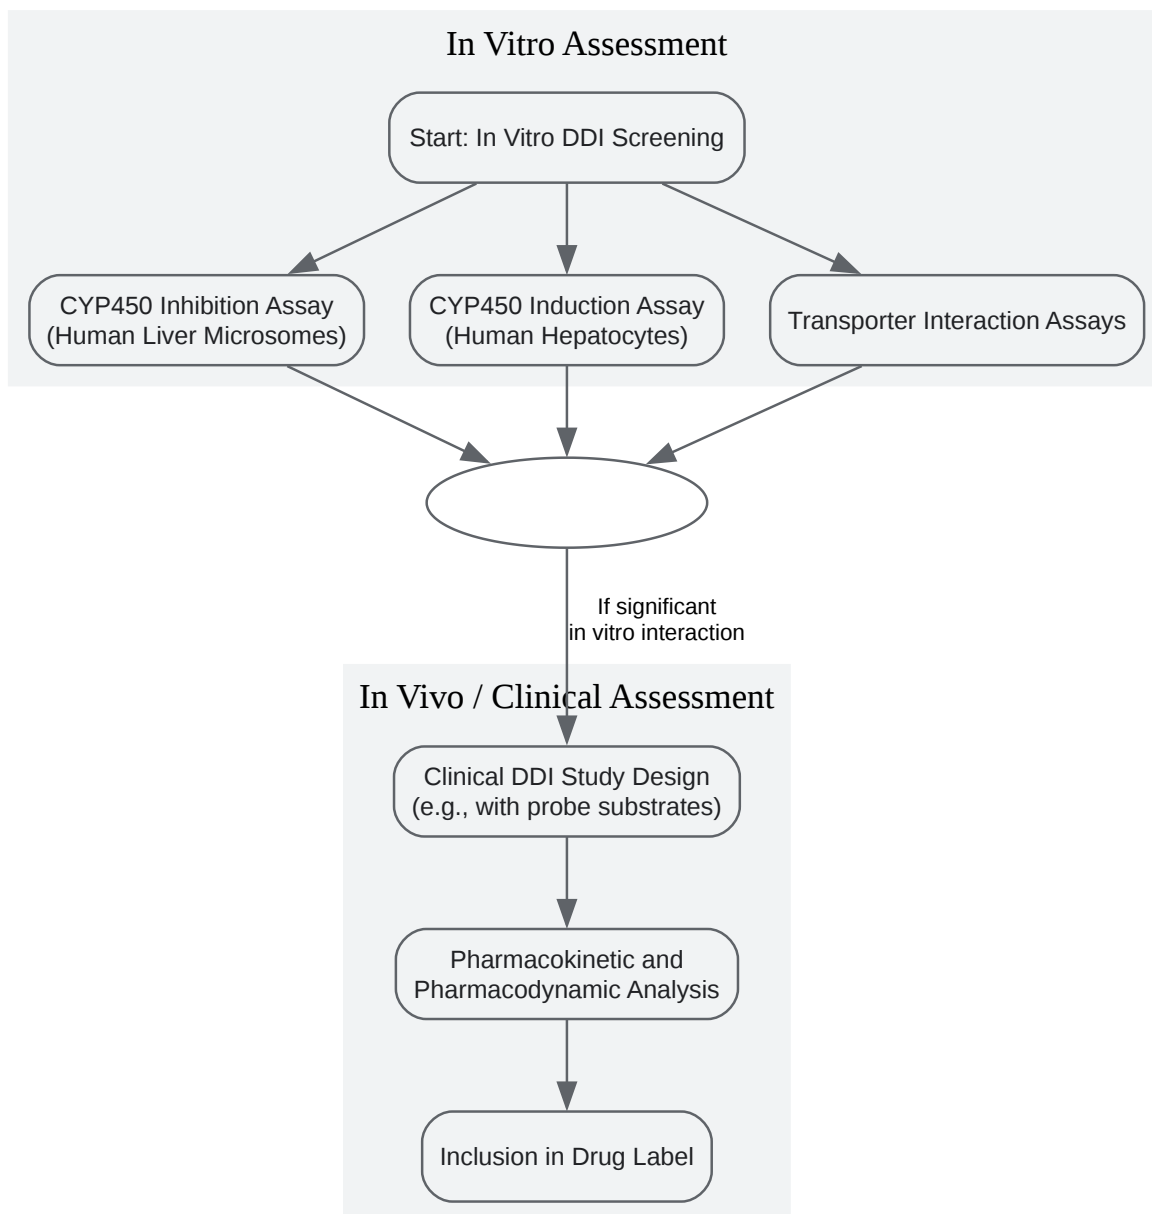 In Vitro Assessment
Start: In Vitro DDI Screening
CYP450 Inhibition Assay
(Human Liver Microsomes)
CYP450 Induction Assay
(Human Hepatocytes)
Transporter Interaction Assays
If significant
in vitro interaction
In Vivo / Clinical Assessment
Clinical DDI Study Design
(e.g., with probe substrates)
Pharmacokinetic and
Pharmacodynamic Analysis
Inclusion in Drug Label